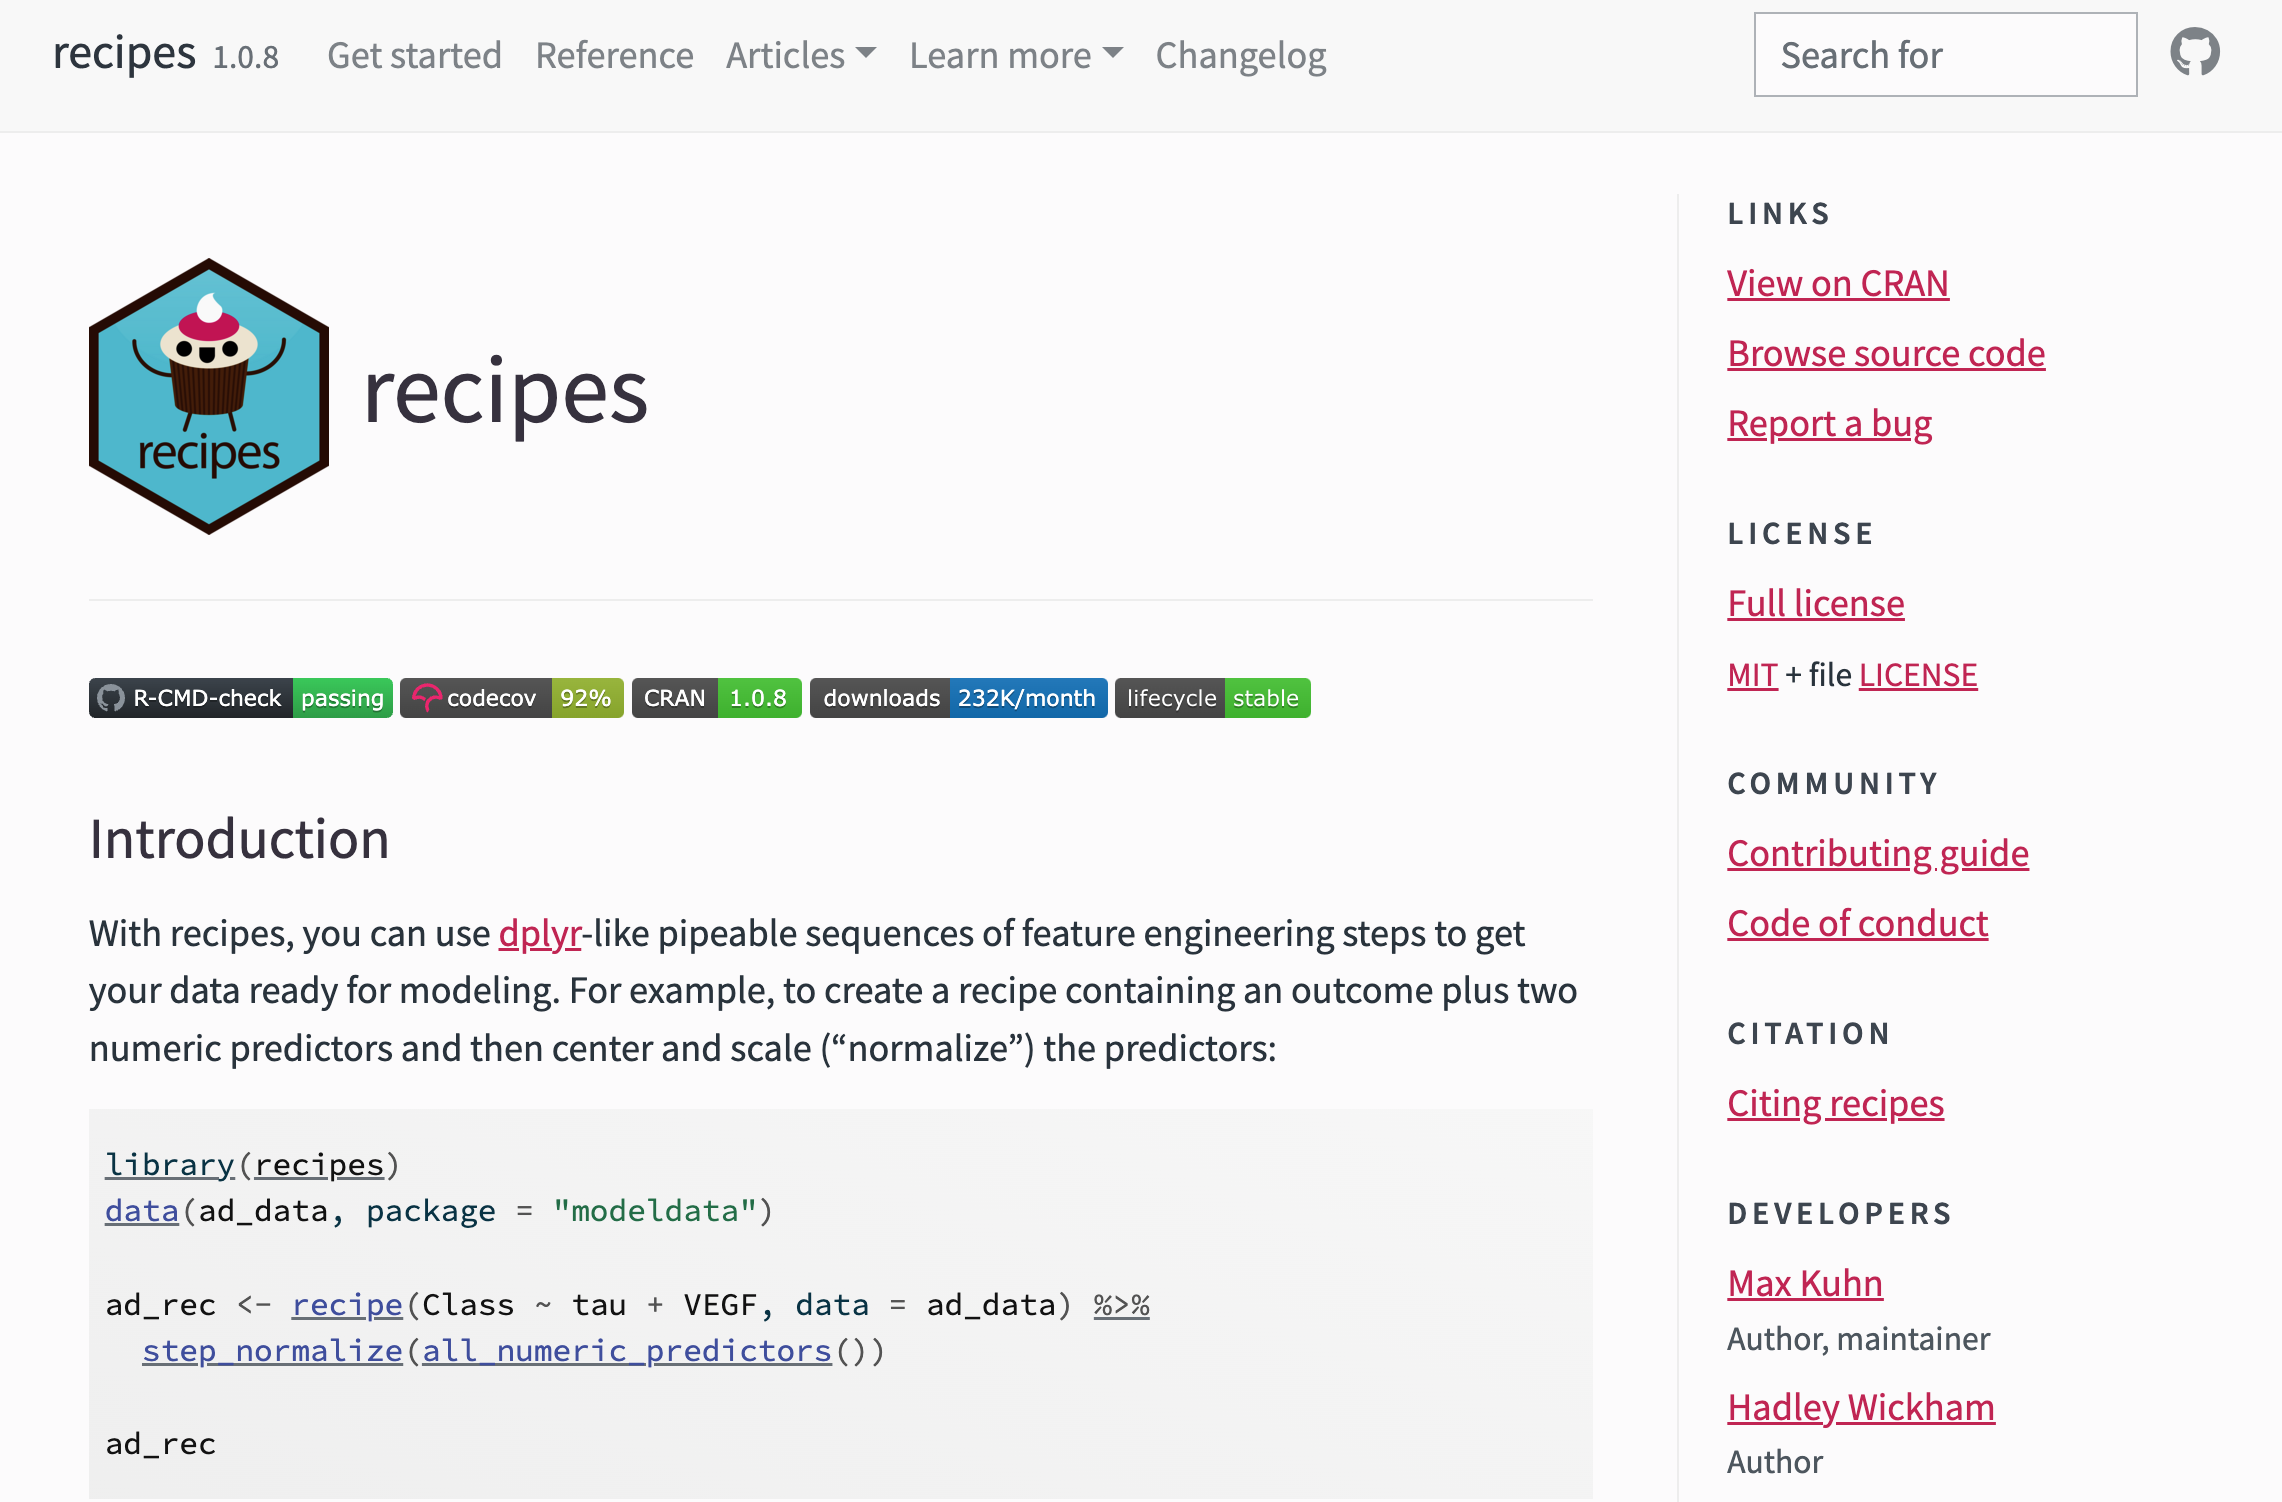 recipes 1.0.8 Get started Reference Articles Learn more Changelog Search for
recipes
recipes
R-CMD-check passing codecov 92% CRAN 1.0.8 downloads 232K/month lifecycle stable
Introduction
With recipes, you can use dplyr-like pipeable sequences of feature engineering steps to get
your data ready for modeling. For example, to create a recipe containing an outcome plus two
numeric predictors and then center and scale (“normalize”) the predictors:
library(recipes)
data(ad_data, package = "modeldata")
ad_rec <- recipe(Class ~ tau + VEGF, data = ad_data) %>%
  step_normalize(all_numeric_predictors())
ad_rec
LINKS
View on CRAN
Browse source code
Report a bug
LICENSE
Full license
MIT + file LICENSE
COMMUNITY
Contributing guide
Code of conduct
CITATION
Citing recipes
DEVELOPERS
Max Kuhn
Author, maintainer
Hadley Wickham
Author